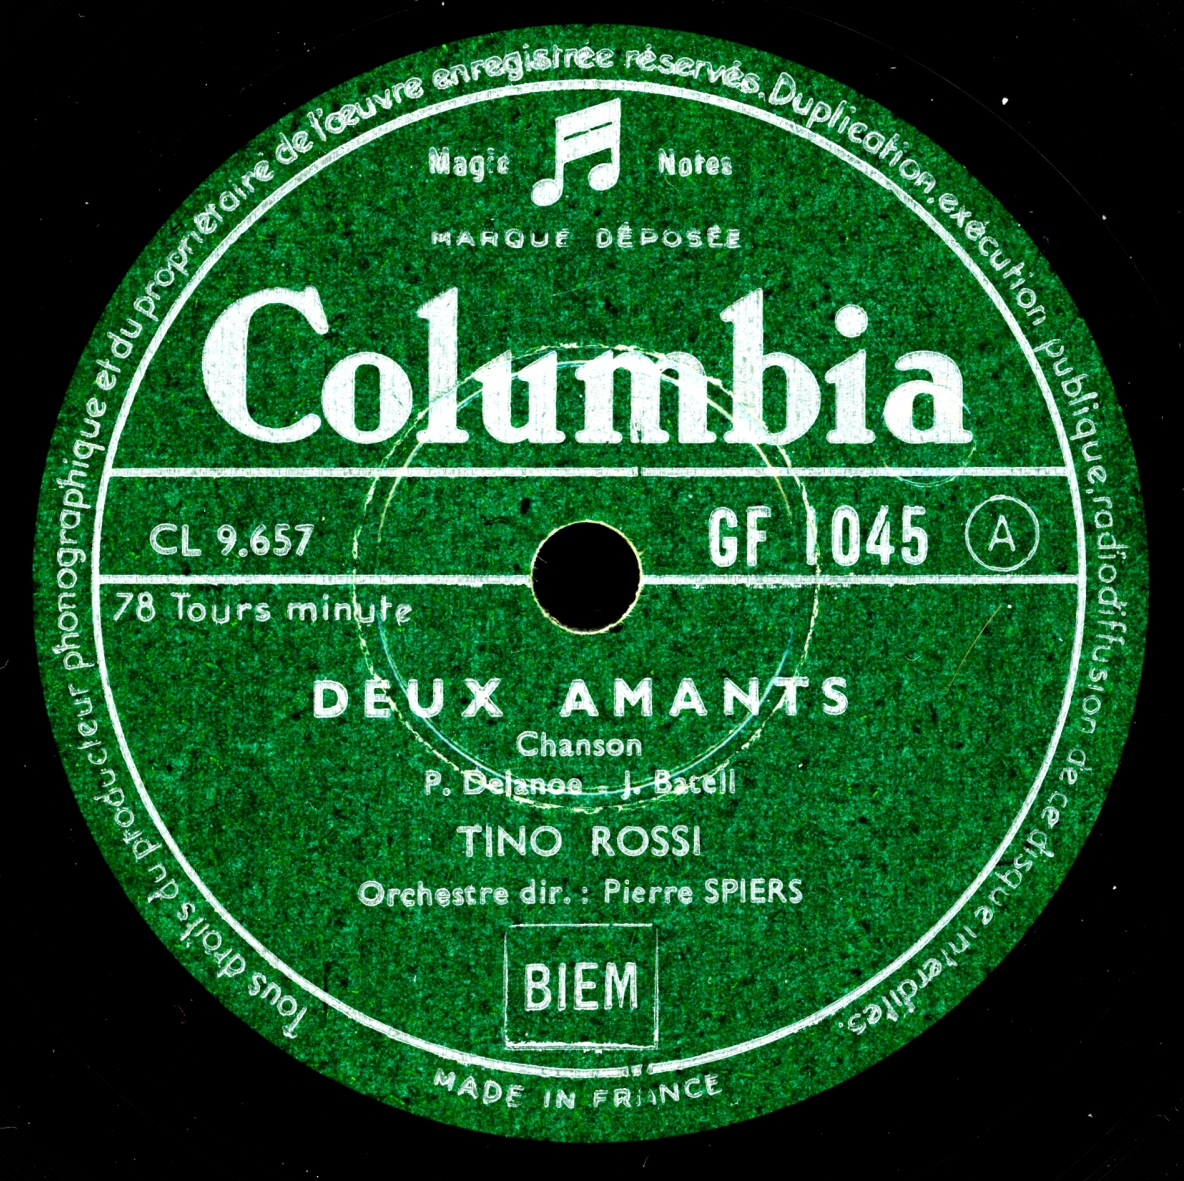 Tous droits du producteur phonographique et du propriétaire de l'œuvre enregistrée réservés. Duplication, exécution publique, radiodiffusion de ce disque interdites.
Magic Notes
MARQUE DÉPOSÉE
Columbia
CL 9.657
GF 1045 A
78 Tours minute
DEUX AMANTS
Chanson
P. Delanoe - J. Batell
TINO ROSSI
Orchestre dir. : Pierre SPIERS
BIEM
MADE IN FRANCE